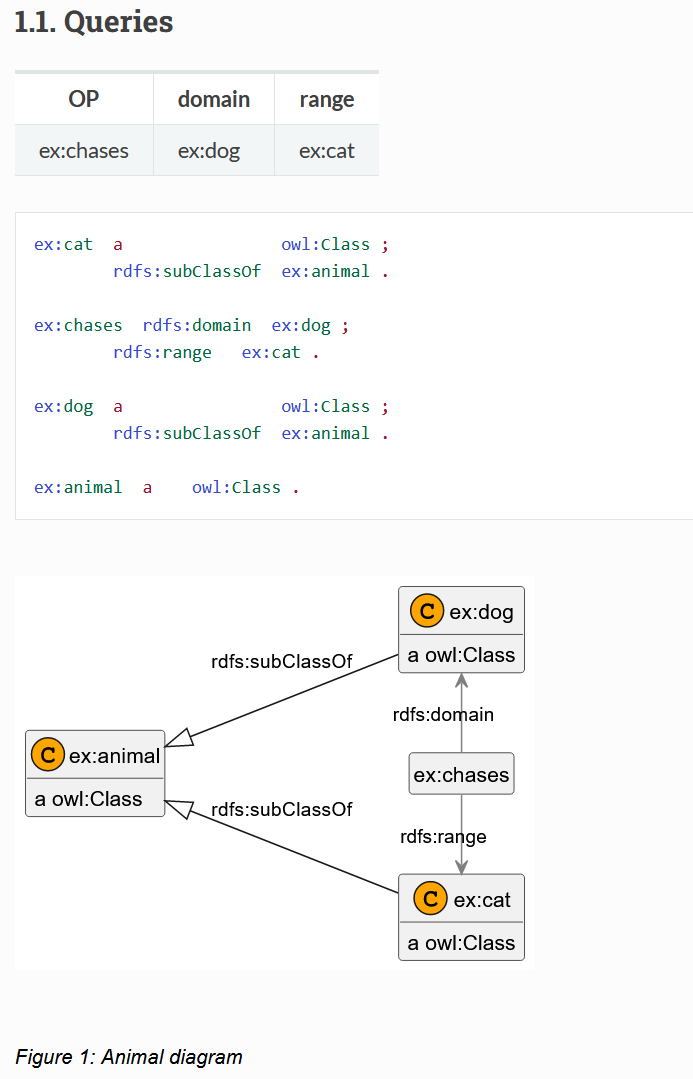 1.1. Queries
OP domain range
ex:chases ex:dog ex:cat
ex:cat a owl:Class ;
rdfs:subClassOf ex:animal .
ex:chases rdfs:domain ex:dog ;
rdfs:range ex:cat .
ex:dog a owl:Class ;
rdfs:subClassOf ex:animal .
ex:animal a owl:Class .
C ex:dog
a owl:Class
rdfs:subClassOf
rdfs:domain
C ex:animal
a owl:Class
ex:chases
rdfs:subClassOf
rdfs:range
C ex:cat
a owl:Class
Figure 1: Animal diagram